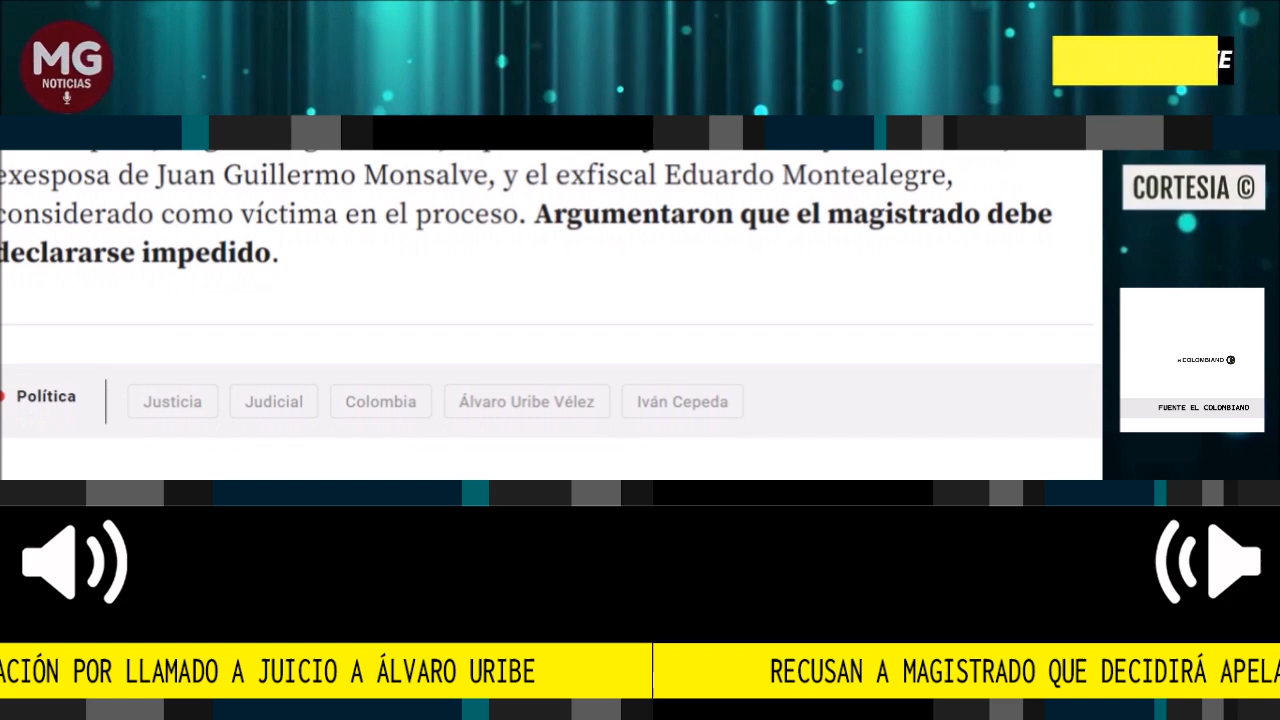 MG
NOTICIAS
exesposa de Juan Guillermo Monsalve, y el exfiscal Eduardo Montealegre,
considerado como víctima en el proceso. Argumentaron que el magistrado debe
declararse impedido.
CORTESIA ©
EL COLOMBIANO
FUENTE EL COLOMBIANO
Política
Justicia
Judicial
Colombia
Álvaro Uribe Vélez
Iván Cepeda
ACIÓN POR LLAMADO A JUICIO A ÁLVARO URIBE
RECUSAN A MAGISTRADO QUE DECIDIRÁ APELA